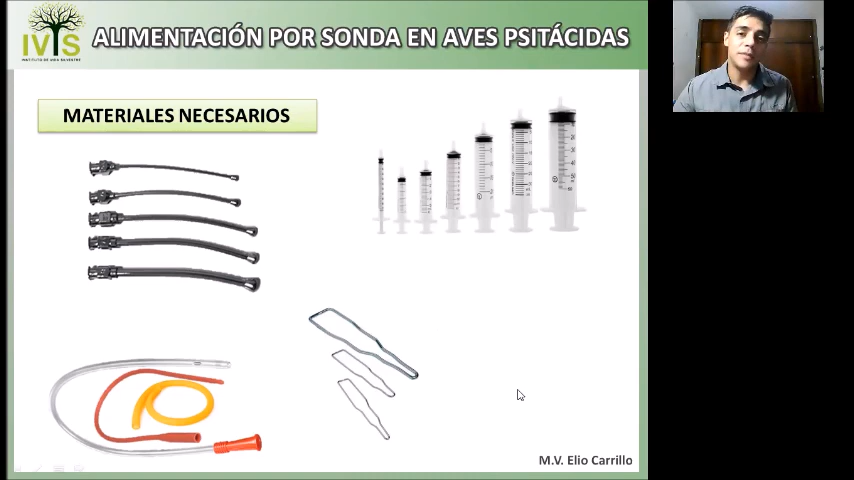 IVIS
INSTITUTO DE VIDA SILVESTRE
ALIMENTACIÓN POR SONDA EN AVES PSITÁCIDAS
MATERIALES NECESARIOS
M.V. Elio Carrillo